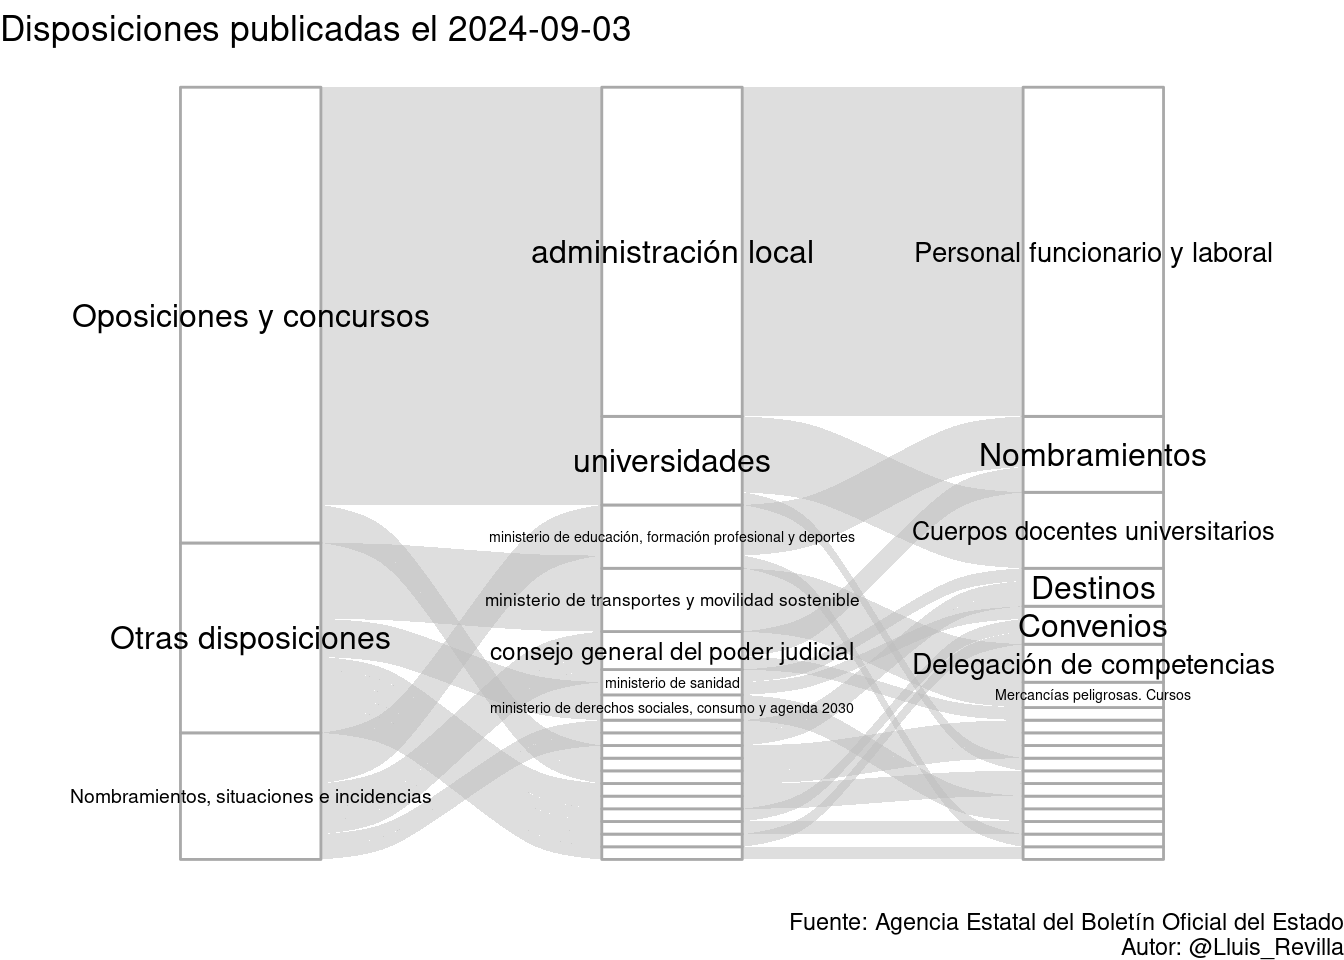 Disposiciones publicadas el 2024-09-03
Oposiciones y concursos
Otras disposiciones
Nombramientos, situaciones e incidencias
administración local
universidades
ministerio de educación, formación profesional y deportes
ministerio de transportes y movilidad sostenible
consejo general del poder judicial
ministerio de sanidad
ministerio de derechos sociales, consumo y agenda 2030
Personal funcionario y laboral
Nombramientos
Cuerpos docentes universitarios
Destinos
Convenios
Delegación de competencias
Mercancías peligrosas. Cursos
Fuente: Agencia Estatal del Boletín Oficial del Estado
Autor: @Lluis_Revilla